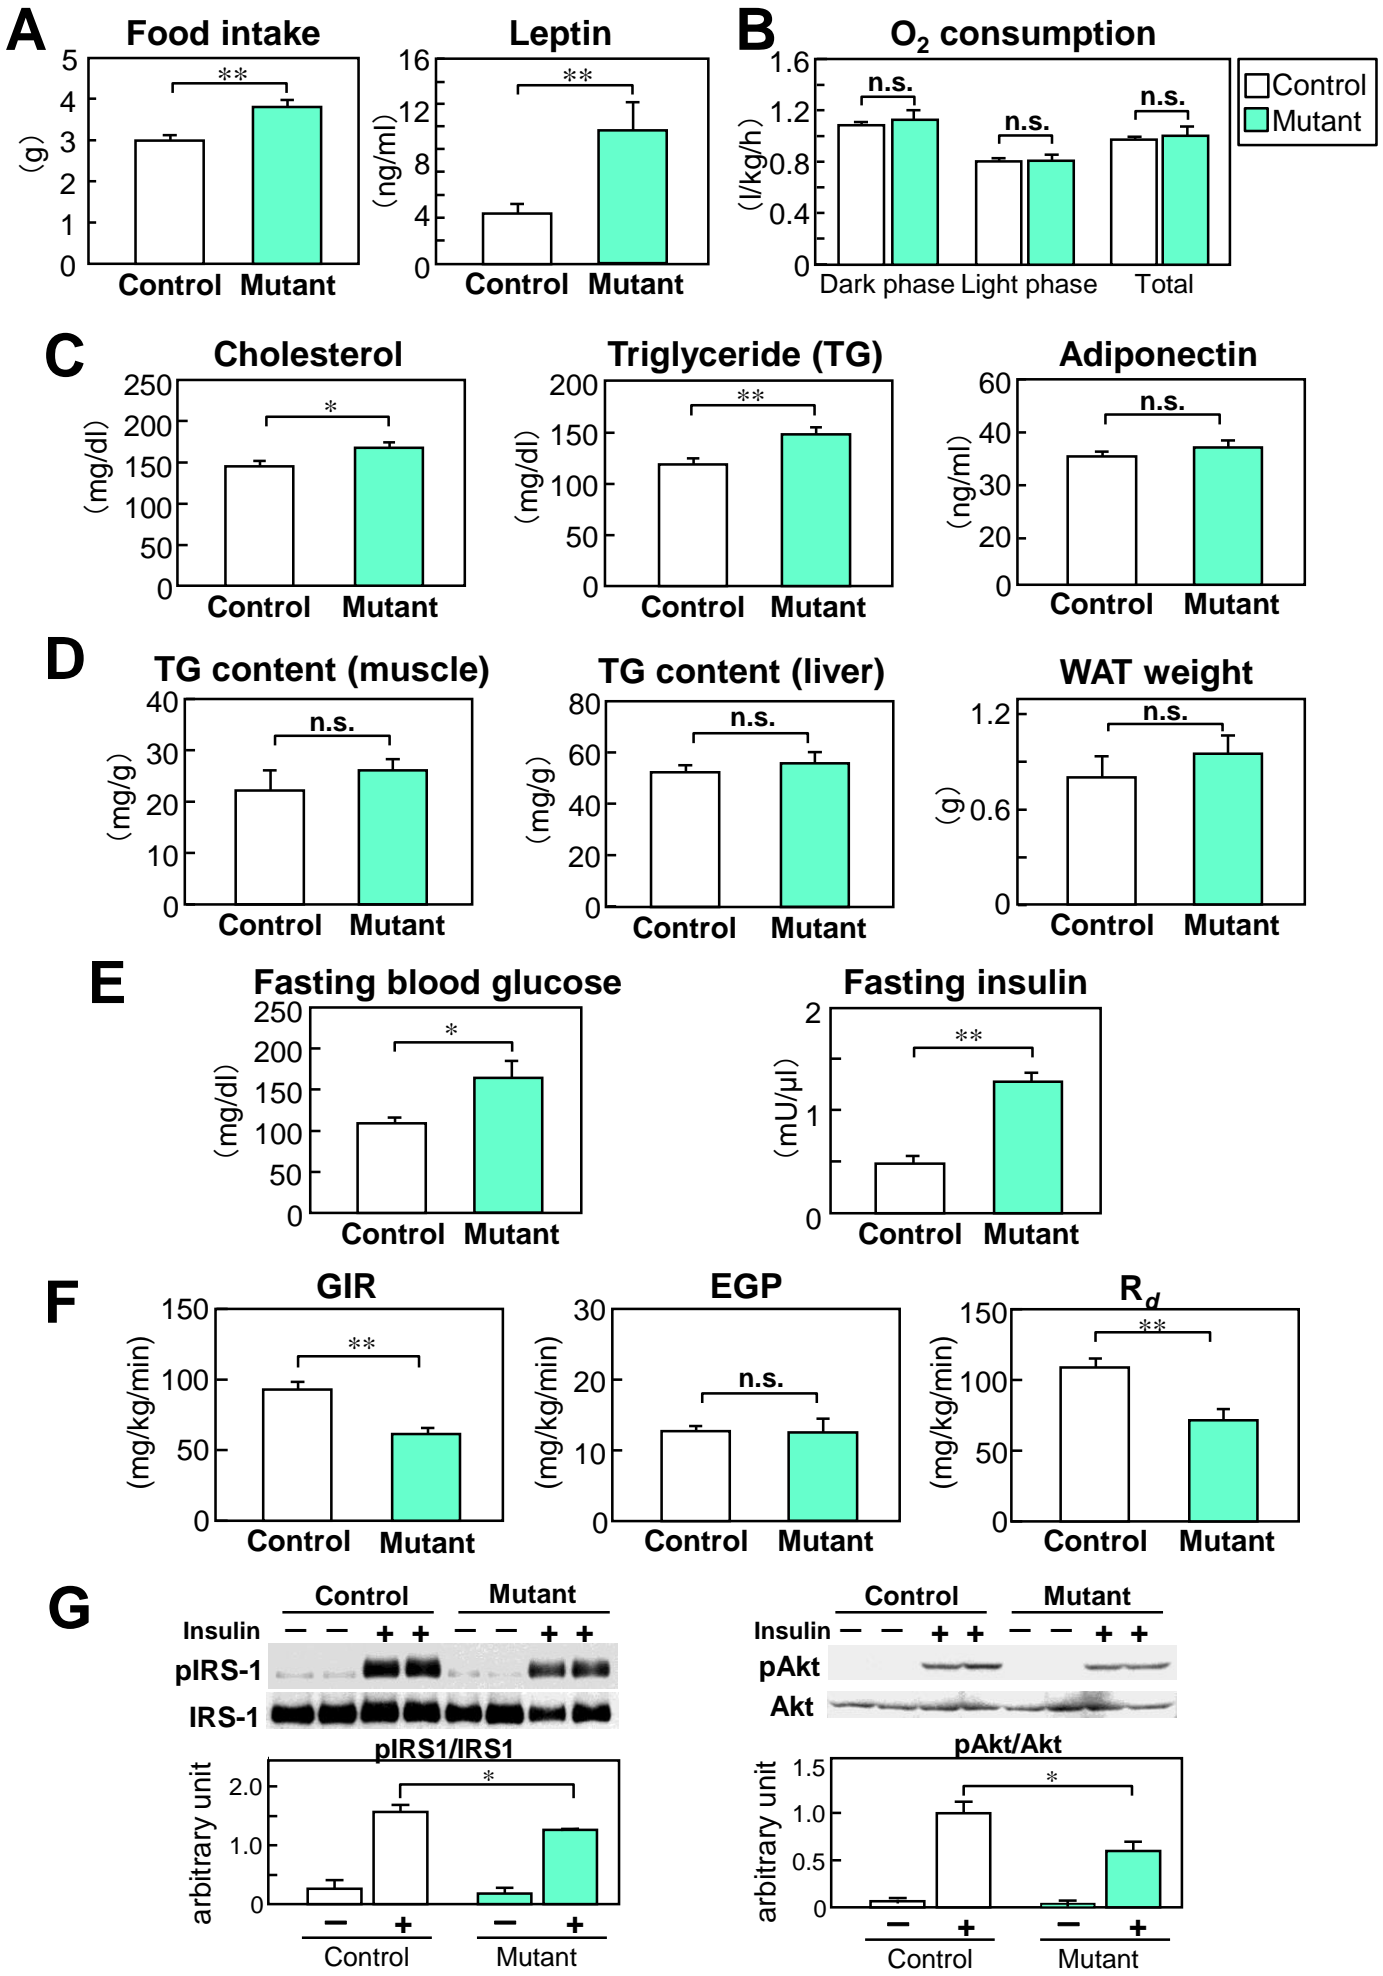 A
Food intake
Leptin
B
O2 consumption
5
4
3
2
1
0
(g)
**
Control Mutant
16
12
8
4
0
(ng/ml)
**
Control Mutant
1.6
1.2
0.8
0.4
0
(l/kg/h)
n.s.
n.s.
n.s.
Dark phase Light phase Total
Control
Mutant
C
Cholesterol
Triglyceride (TG)
Adiponectin
250
200
150
100
50
0
(mg/dl)
*
Control Mutant
200
150
100
50
0
(mg/dl)
**
Control Mutant
60
40
30
20
0
(ng/ml)
n.s.
Control Mutant
D
TG content (muscle)
TG content (liver)
WAT weight
40
30
20
10
0
(mg/g)
n.s.
Control Mutant
80
60
40
20
0
(mg/g)
n.s.
Control Mutant
1.2
0.6
0
(g)
n.s.
Control Mutant
E
Fasting blood glucose
Fasting insulin
250
200
150
100
50
0
(mg/dl)
*
Control Mutant
2
1
0
(mU/µl)
**
Control Mutant
F
GIR
EGP
Rd
150
100
50
0
(mg/kg/min)
**
Control Mutant
30
20
10
0
(mg/kg/min)
n.s.
Control Mutant
150
100
50
0
(mg/kg/min)
**
Control Mutant
G
Control Mutant
Insulin − − + + − − + +
pIRS-1
IRS-1
pIRS1/IRS1
2.0
1.0
0
arbitrary unit
*
− + − +
Control Mutant
Control Mutant
Insulin − − + + − − + +
pAkt
Akt
pAkt/Akt
1.5
1.0
0.5
0
arbitrary unit
*
− + − +
Control Mutant